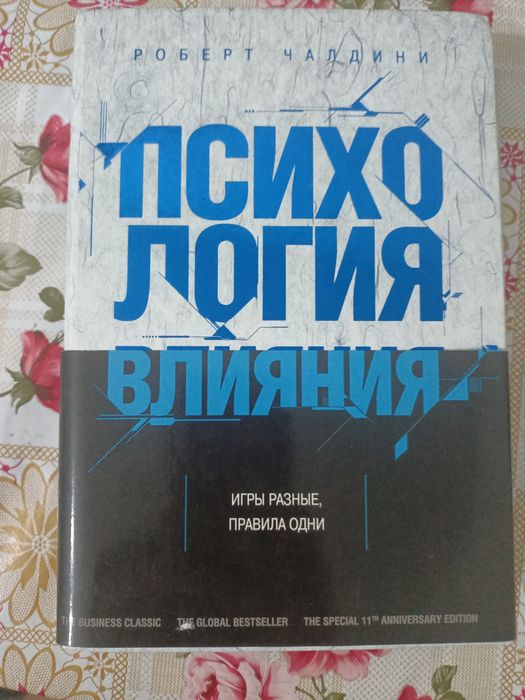 РОБЕРТ ЧАЛДИНИ
ПСИХО
ЛОГИЯ
ВЛИЯНИЯ
ИГРЫ РАЗНЫЕ,
ПРАВИЛА ОДНИ
THE BUSINESS CLASSIC THE GLOBAL BESTSELLER THE SPECIAL 11TH ANNIVERSARY EDITION